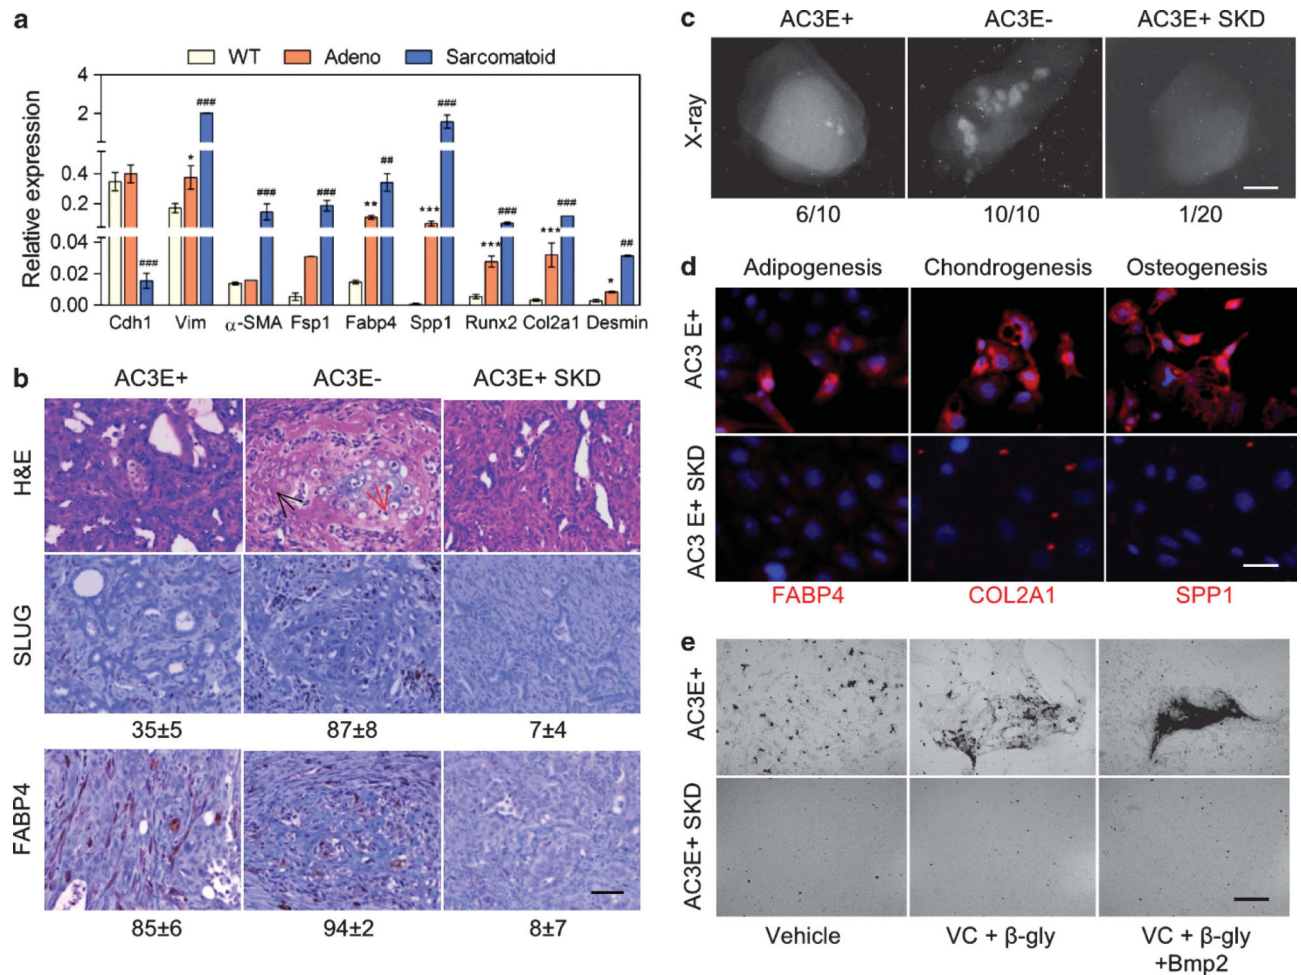 a
WT Adeno Sarcomatoid
Relative expression
4
2
0.4
0.2
0.04
0.02
0.00
###
*
###
###
###
**
##
***
###
***
###
***
###
*
##
Cdh1 Vim α-SMA Fsp1 Fabp4 Spp1 Runx2 Col2a1 Desmin
b
AC3E+ AC3E- AC3E+ SKD
H&E
SLUG
35±5 87±8 7±4
FABP4
85±6 94±2 8±7
c
AC3E+ AC3E- AC3E+ SKD
X-ray
6/10 10/10 1/20
d
Adipogenesis Chondrogenesis Osteogenesis
AC3 E+
AC3 E+ SKD
FABP4 COL2A1 SPP1
e
AC3E+
AC3E+ SKD
Vehicle VC + β-gly VC + β-gly
+Bmp2